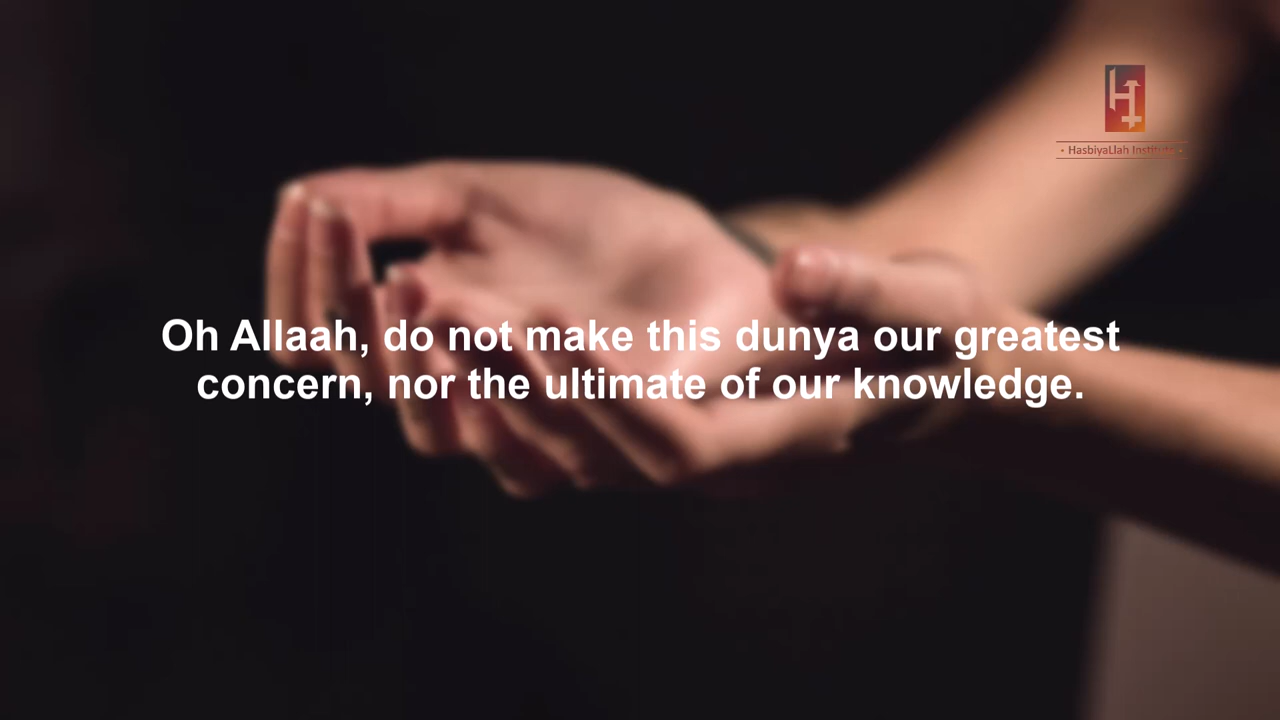 · HasbiyaLlah Institute ·
Oh Allaah, do not make this dunya our greatest
concern, nor the ultimate of our knowledge.